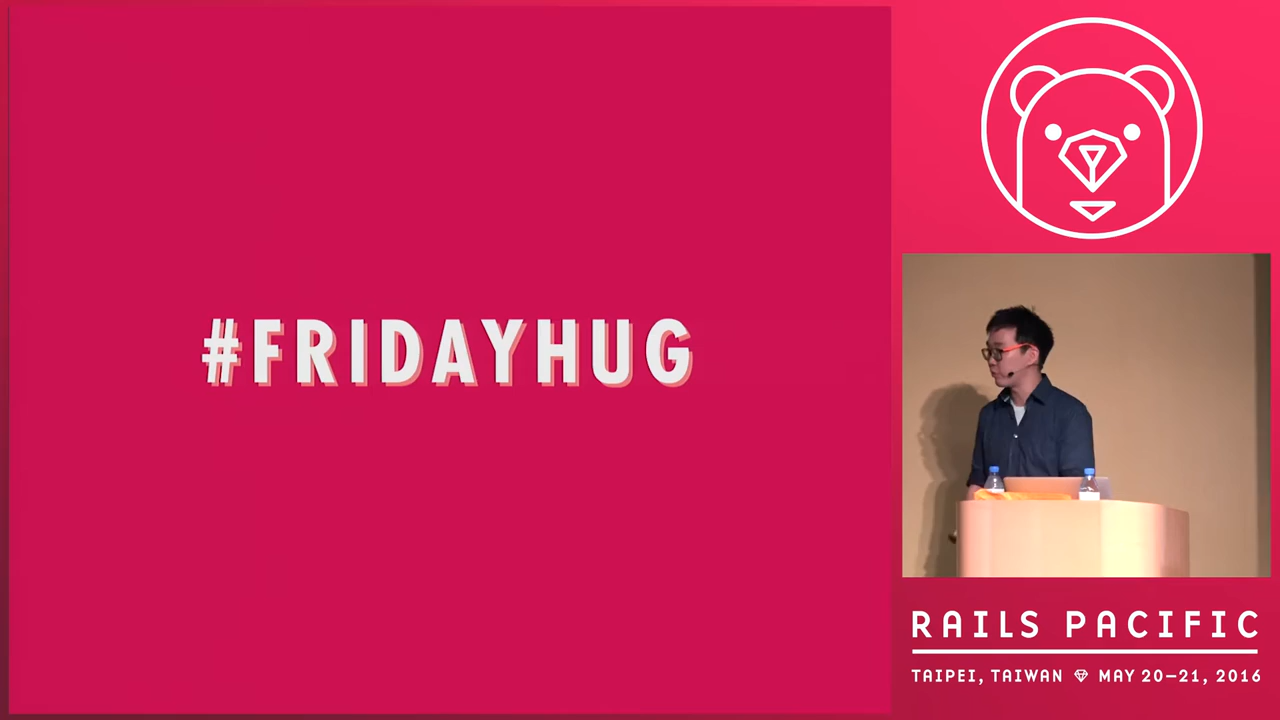 #FRIDAYHUG
RAILS PACIFIC
TAIPEI, TAIWAN MAY 20–21, 2016